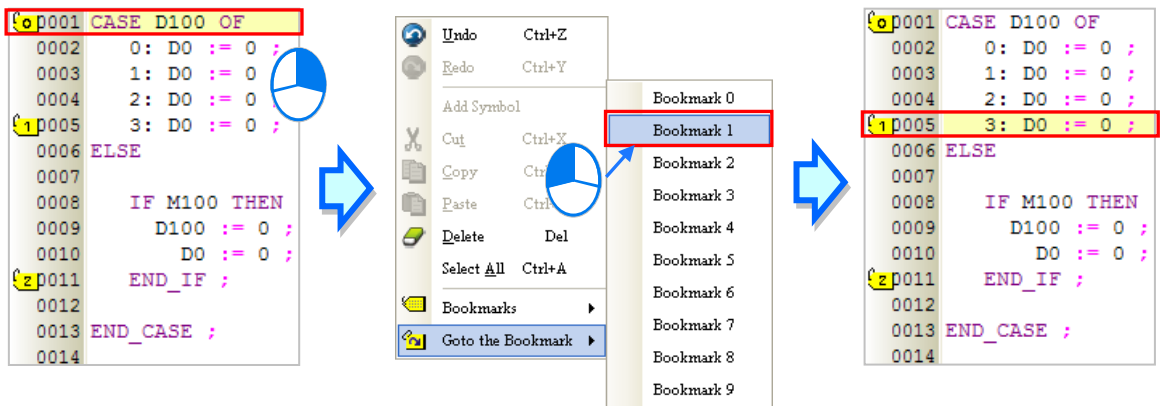 0 0001 CASE D100 OF
0002 0: D0 := 0 ;
0003 1: D0 := 0 ;
0004 2: D0 := 0 ;
1 0005 3: D0 := 0 ;
0006 ELSE
0007
0008 IF M100 THEN
0009 D100 := 0 ;
0010 D0 := 0 ;
2 0011 END_IF ;
0012
0013 END_CASE ;
0014
Undo Ctrl+Z
Redo Ctrl+Y
Add Symbol
Cut Ctrl+X
Copy
Paste
Delete Del
Select All Ctrl+A
Bookmarks
Goto the Bookmark
Bookmark 0
Bookmark 1
Bookmark 2
Bookmark 3
Bookmark 4
Bookmark 5
Bookmark 6
Bookmark 7
Bookmark 8
Bookmark 9
0 0001 CASE D100 OF
0002 0: D0 := 0 ;
0003 1: D0 := 0 ;
0004 2: D0 := 0 ;
1 0005 3: D0 := 0 ;
0006 ELSE
0007
0008 IF M100 THEN
0009 D100 := 0 ;
0010 D0 := 0 ;
2 0011 END_IF ;
0012
0013 END_CASE ;
0014